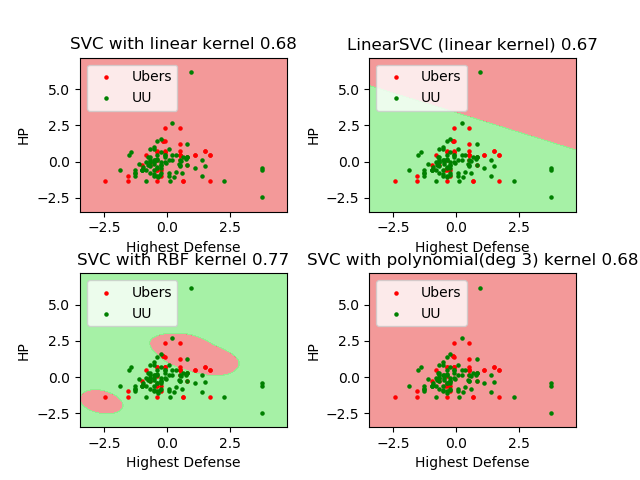 SVC with linear kernel 0.68
Ubers
UU
HP
5.0
2.5
0.0
−2.5
−2.5 0.0 2.5
Highest Defense
LinearSVC (linear kernel) 0.67
Ubers
UU
HP
5.0
2.5
0.0
−2.5
−2.5 0.0 2.5
Highest Defense
SVC with RBF kernel 0.77
Ubers
UU
HP
5.0
2.5
0.0
−2.5
−2.5 0.0 2.5
Highest Defense
SVC with polynomial(deg 3) kernel 0.68
Ubers
UU
HP
5.0
2.5
0.0
−2.5
−2.5 0.0 2.5
Highest Defense